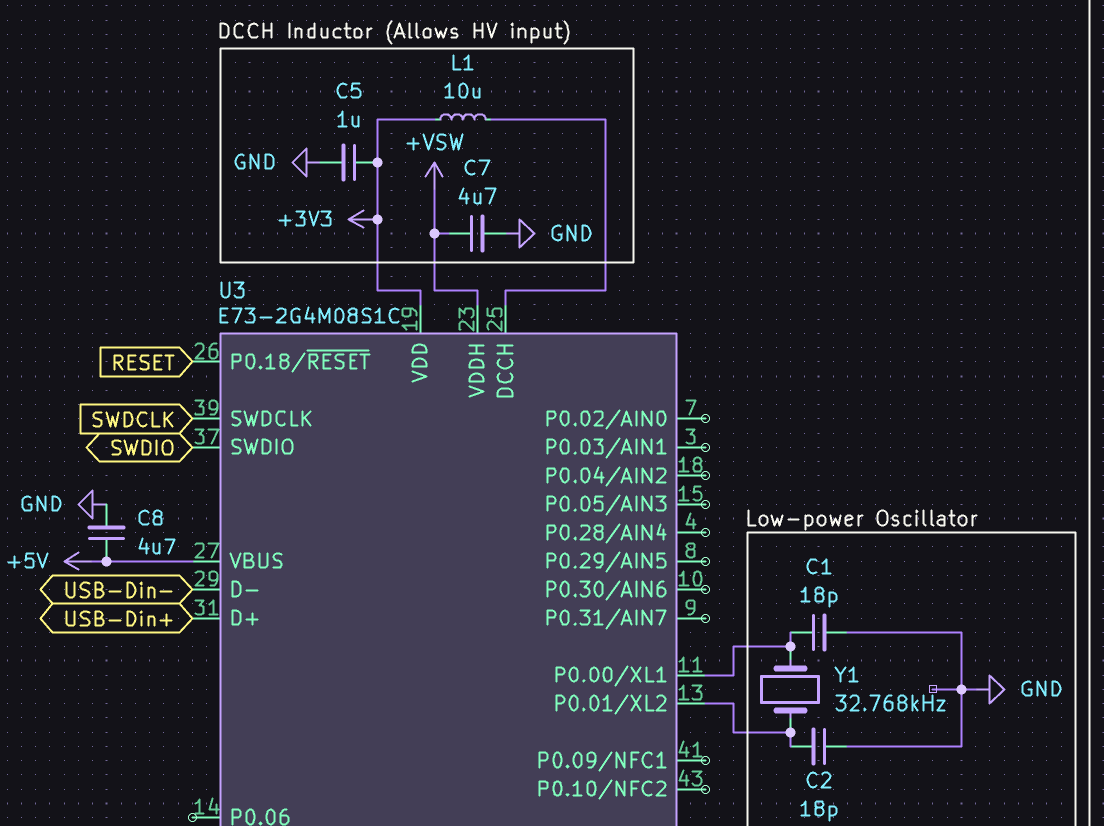 DCCH Inductor (Allows HV input)
L1
10u
C5
1u
+VSW
GND
C7
4u7
+3V3
GND
U3
E73-2G4M08S1C
19
23
25
VDD
VDDH
DCCH
RESET
26
P0.18/RESET
SWDCLK
39
SWDCLK
SWDIO
37
SWDIO
GND
C8
4u7
+5V
27
VBUS
USB-Din-
29
D-
USB-Din+
31
D+
14
P0.06
P0.02/AIN0
7
P0.03/AIN1
3
P0.04/AIN2
18
P0.05/AIN3
15
P0.28/AIN4
4
P0.29/AIN5
8
P0.30/AIN6
10
P0.31/AIN7
9
P0.00/XL1
11
P0.01/XL2
13
P0.09/NFC1
41
P0.10/NFC2
43
Low-power Oscillator
C1
18p
Y1
32.768kHz
GND
C2
18p